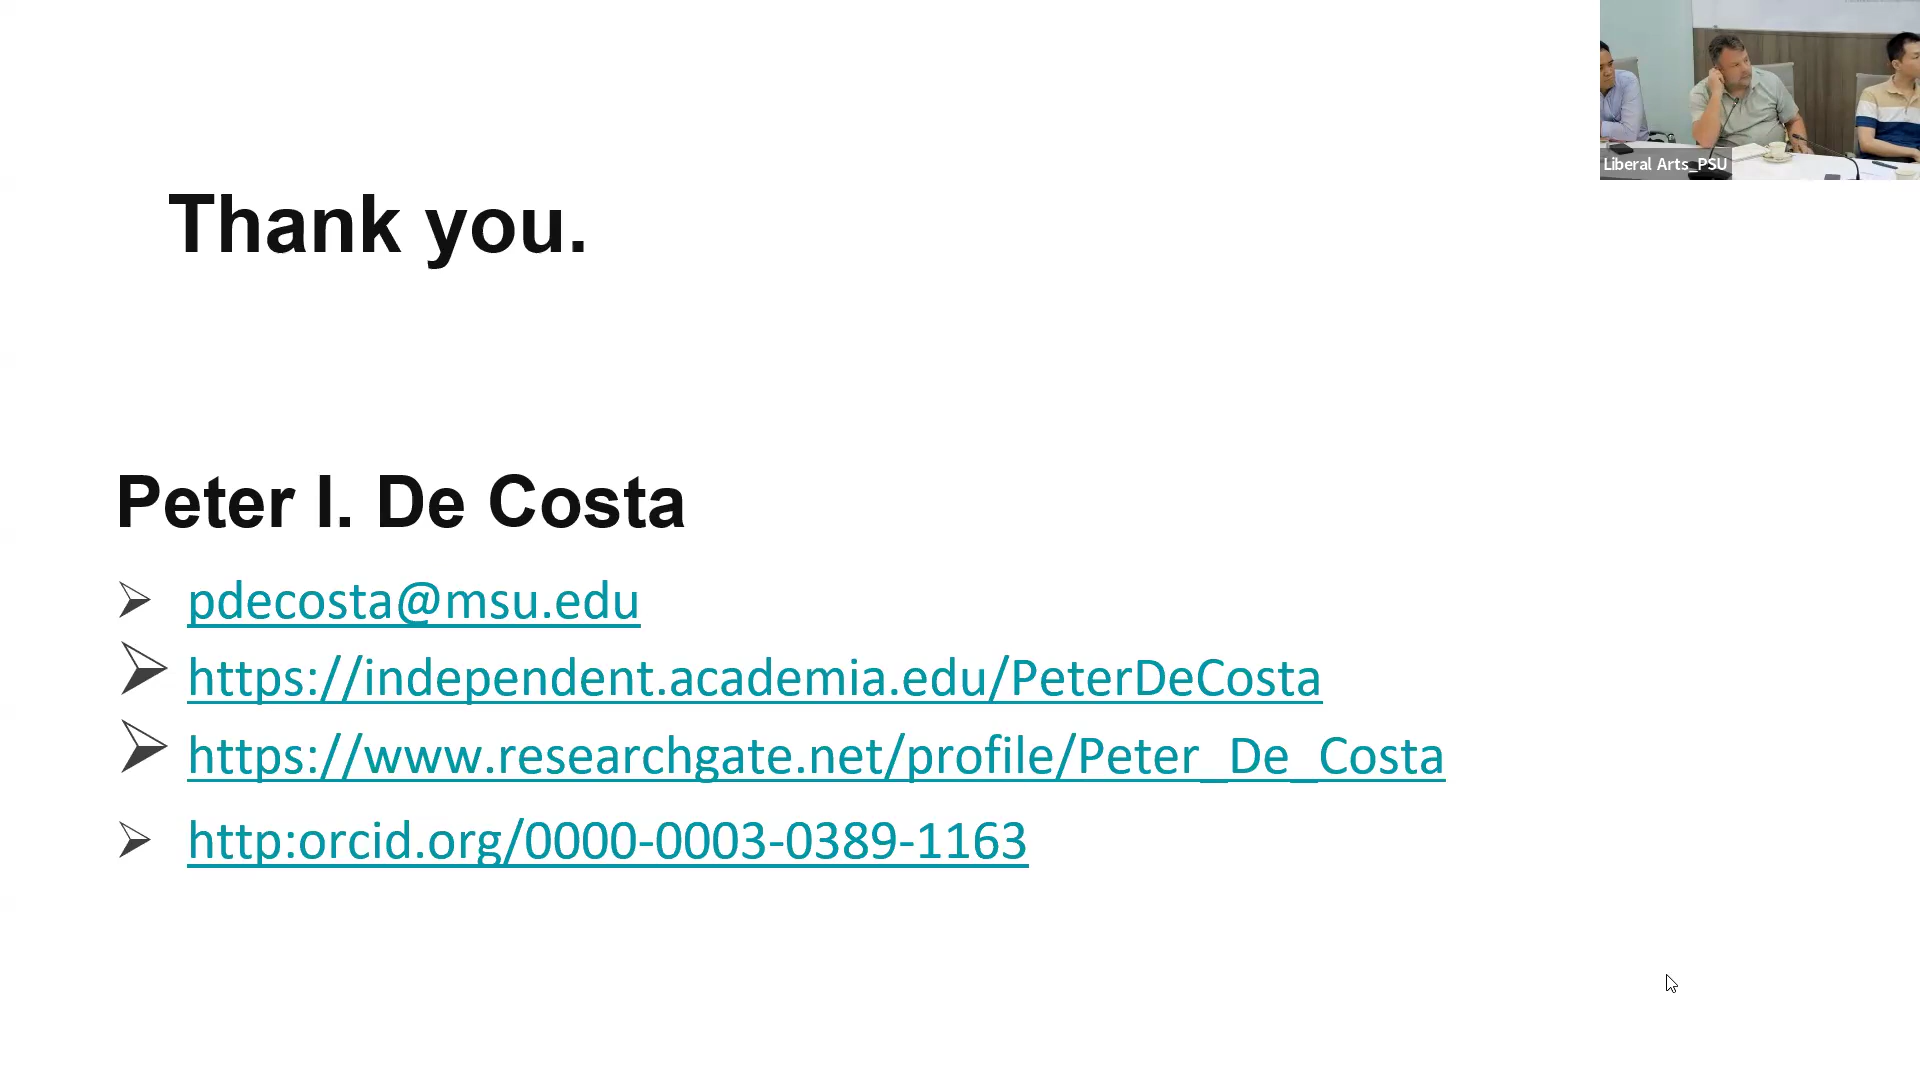 Liberal Arts_PSU
Thank you.
Peter I. De Costa
pdecosta@msu.edu
https://independent.academia.edu/PeterDeCosta
https://www.researchgate.net/profile/Peter_De_Costa
http:orcid.org/0000-0003-0389-1163